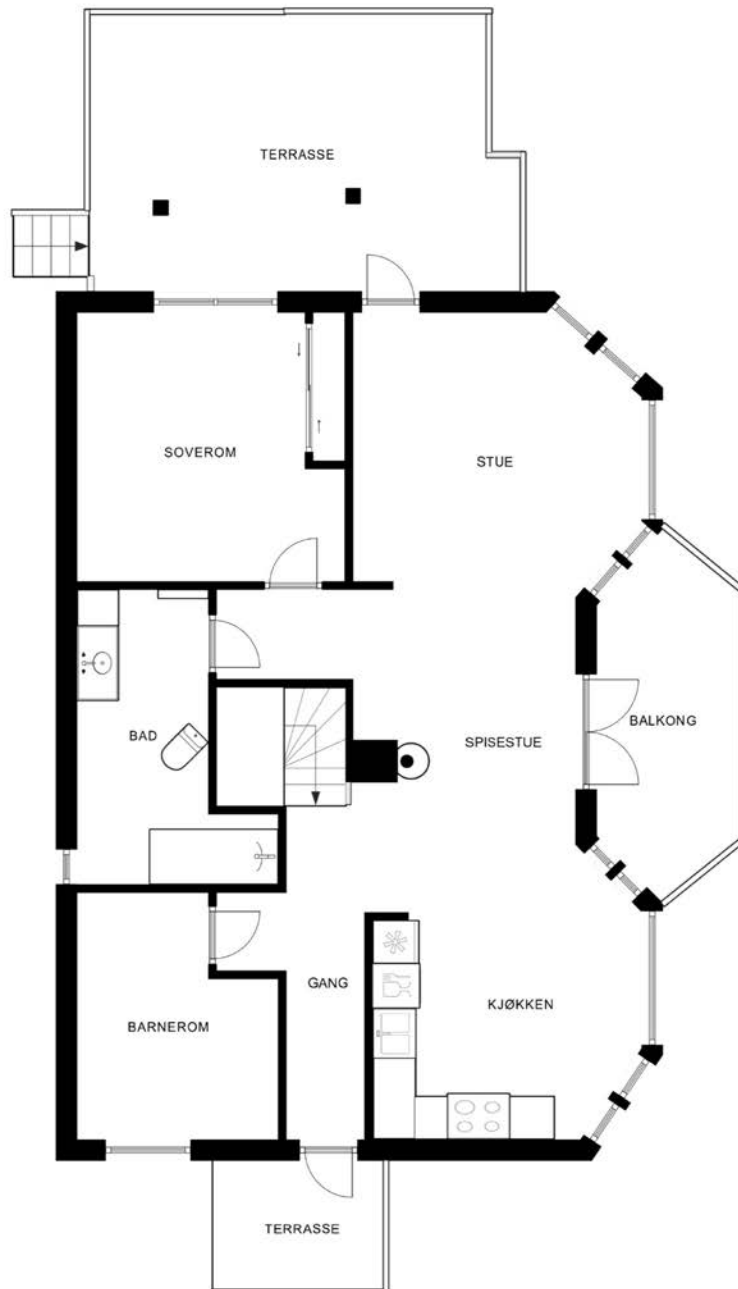 TERRASSE
SOVEROM
STUE
BAD
SPISESTUE
BALKONG
GANG
KJØKKEN
BARNEROM
TERRASSE